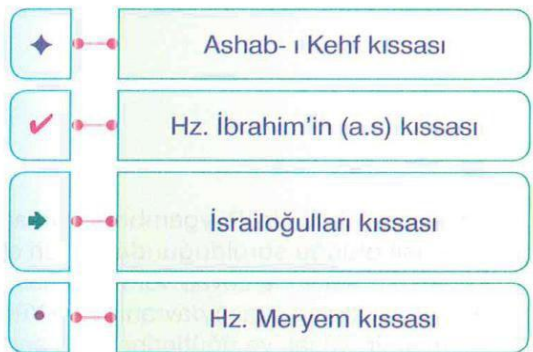 Ashab- ı Kehf kıssası
Hz. İbrahim'in (a.s) kıssası
İsrailoğulları kıssası
Hz. Meryem kıssası